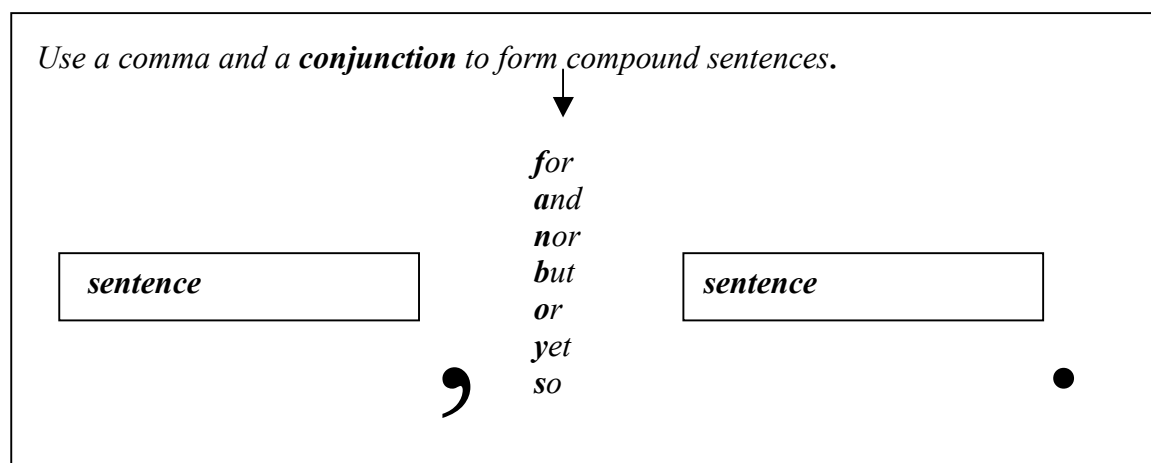 Use a comma and a conjunction to form compound sentences.
for
and
nor
but
or
yet
so
sentence
,
sentence
.